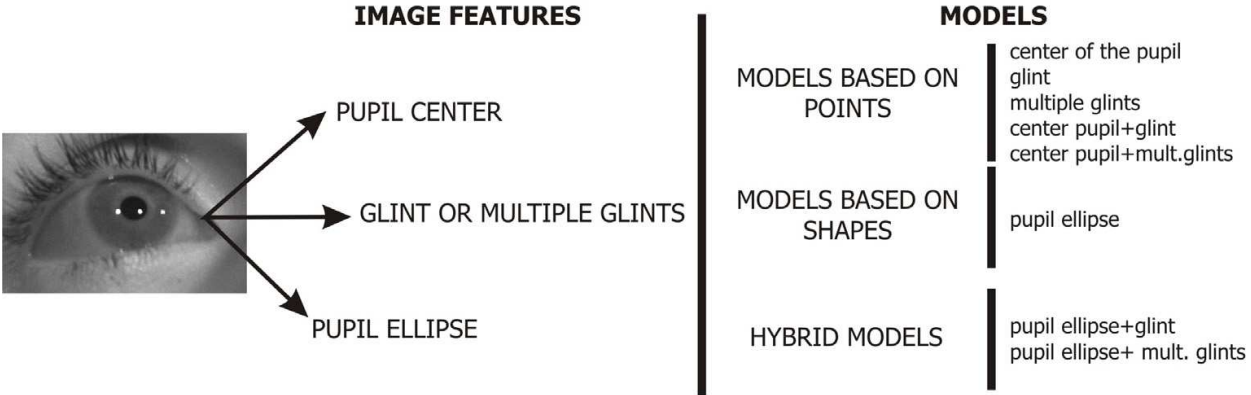 IMAGE FEATURES
PUPIL CENTER
GLINT OR MULTIPLE GLINTS
PUPIL ELLIPSE
MODELS
MODELS BASED ON
POINTS
center of the pupil
glint
multiple glints
center pupil+glint
center pupil+mult.glints
MODELS BASED ON
SHAPES
pupil ellipse
HYBRID MODELS
pupil ellipse+glint
pupil ellipse+ mult. glints